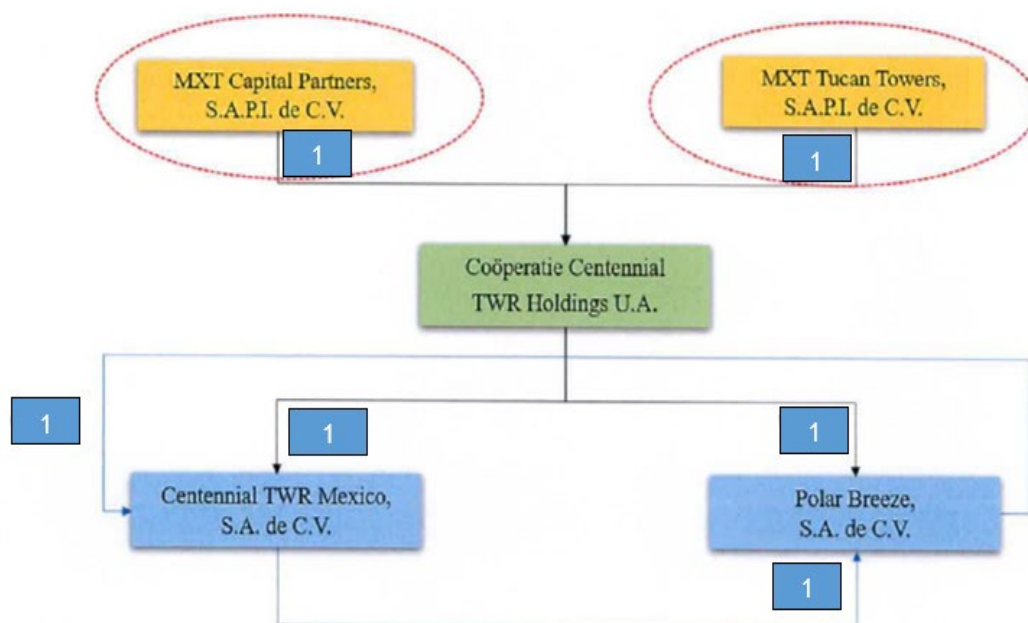 MXT Capital Partners,
S.A.P.I. de C.V.
1
MXT Tucan Towers,
S.A.P.I. de C.V.
1
Coöperatie Centennial
TWR Holdings U.A.
1
1
1
Centennial TWR Mexico,
S.A. de C.V.
Polar Breeze,
S.A. de C.V.
1